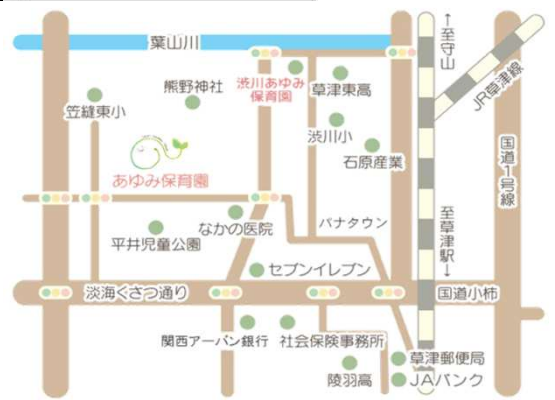 葉山川
←至守山
JR草津線
熊野神社
渋川あゆみ
保育園
草津東高
笠縫東小
渋川小
石原産業
国道1号線
あゆみ保育園
なかの医院
バナタウン
至草津駅→
平井児童公園
セブンイレブン
淡海くさつ通り
国道小柿
関西アーバン銀行
社会保険事務所
草津郵便局
陵羽高
JAバンク